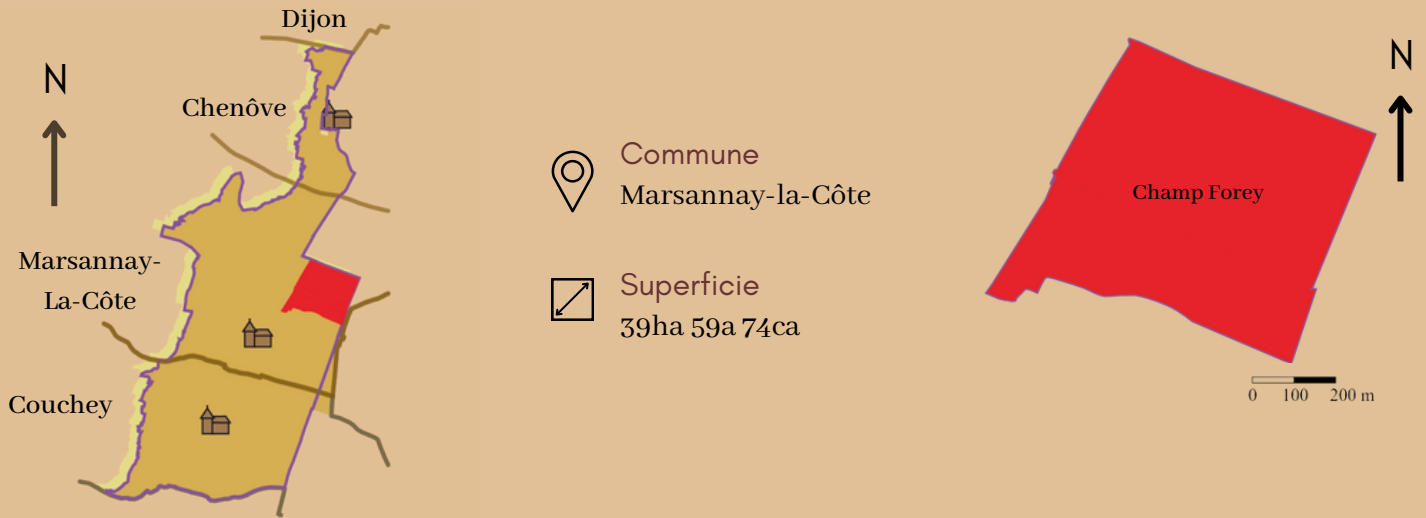 Dijon
N
Chenôve
Marsannay-
La-Côte
Couchey
Commune
Marsannay-la-Côte
Superficie
39ha 59a 74ca
N
Champ Forey
0 100 200 m